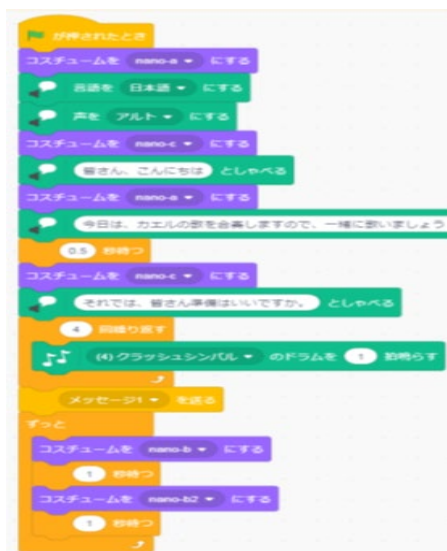 が押されたとき
コスチュームを nano-a にする
言語を 日本語 にする
声を アルト にする
コスチュームを nano-c にする
皆さん、こんにちは としゃべる
コスチュームを nano-a にする
今日は、カエルの歌を合奏しますので、一緒に歌いましょう
0.5 秒待つ
コスチュームを nano-c にする
それでは、皆さん準備はいいですか。 としゃべる
4 回繰り返す
(4) クラッシュシンバル のドラムを 1 拍鳴らす
メッセージ1 を送る
ずっと
コスチュームを nano-b にする
1 秒待つ
コスチュームを nano-b2 にする
1 秒待つ